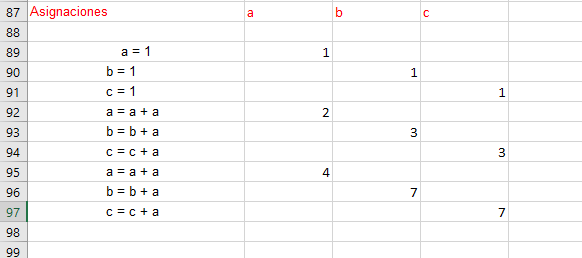 87 Asignaciones a b c
88
89 a = 1 1
90 b = 1 1
91 c = 1 1
92 a = a + a 2
93 b = b + a 3
94 c = c + a 3
95 a = a + a 4
96 b = b + a 7
97 c = c + a 7
98
99